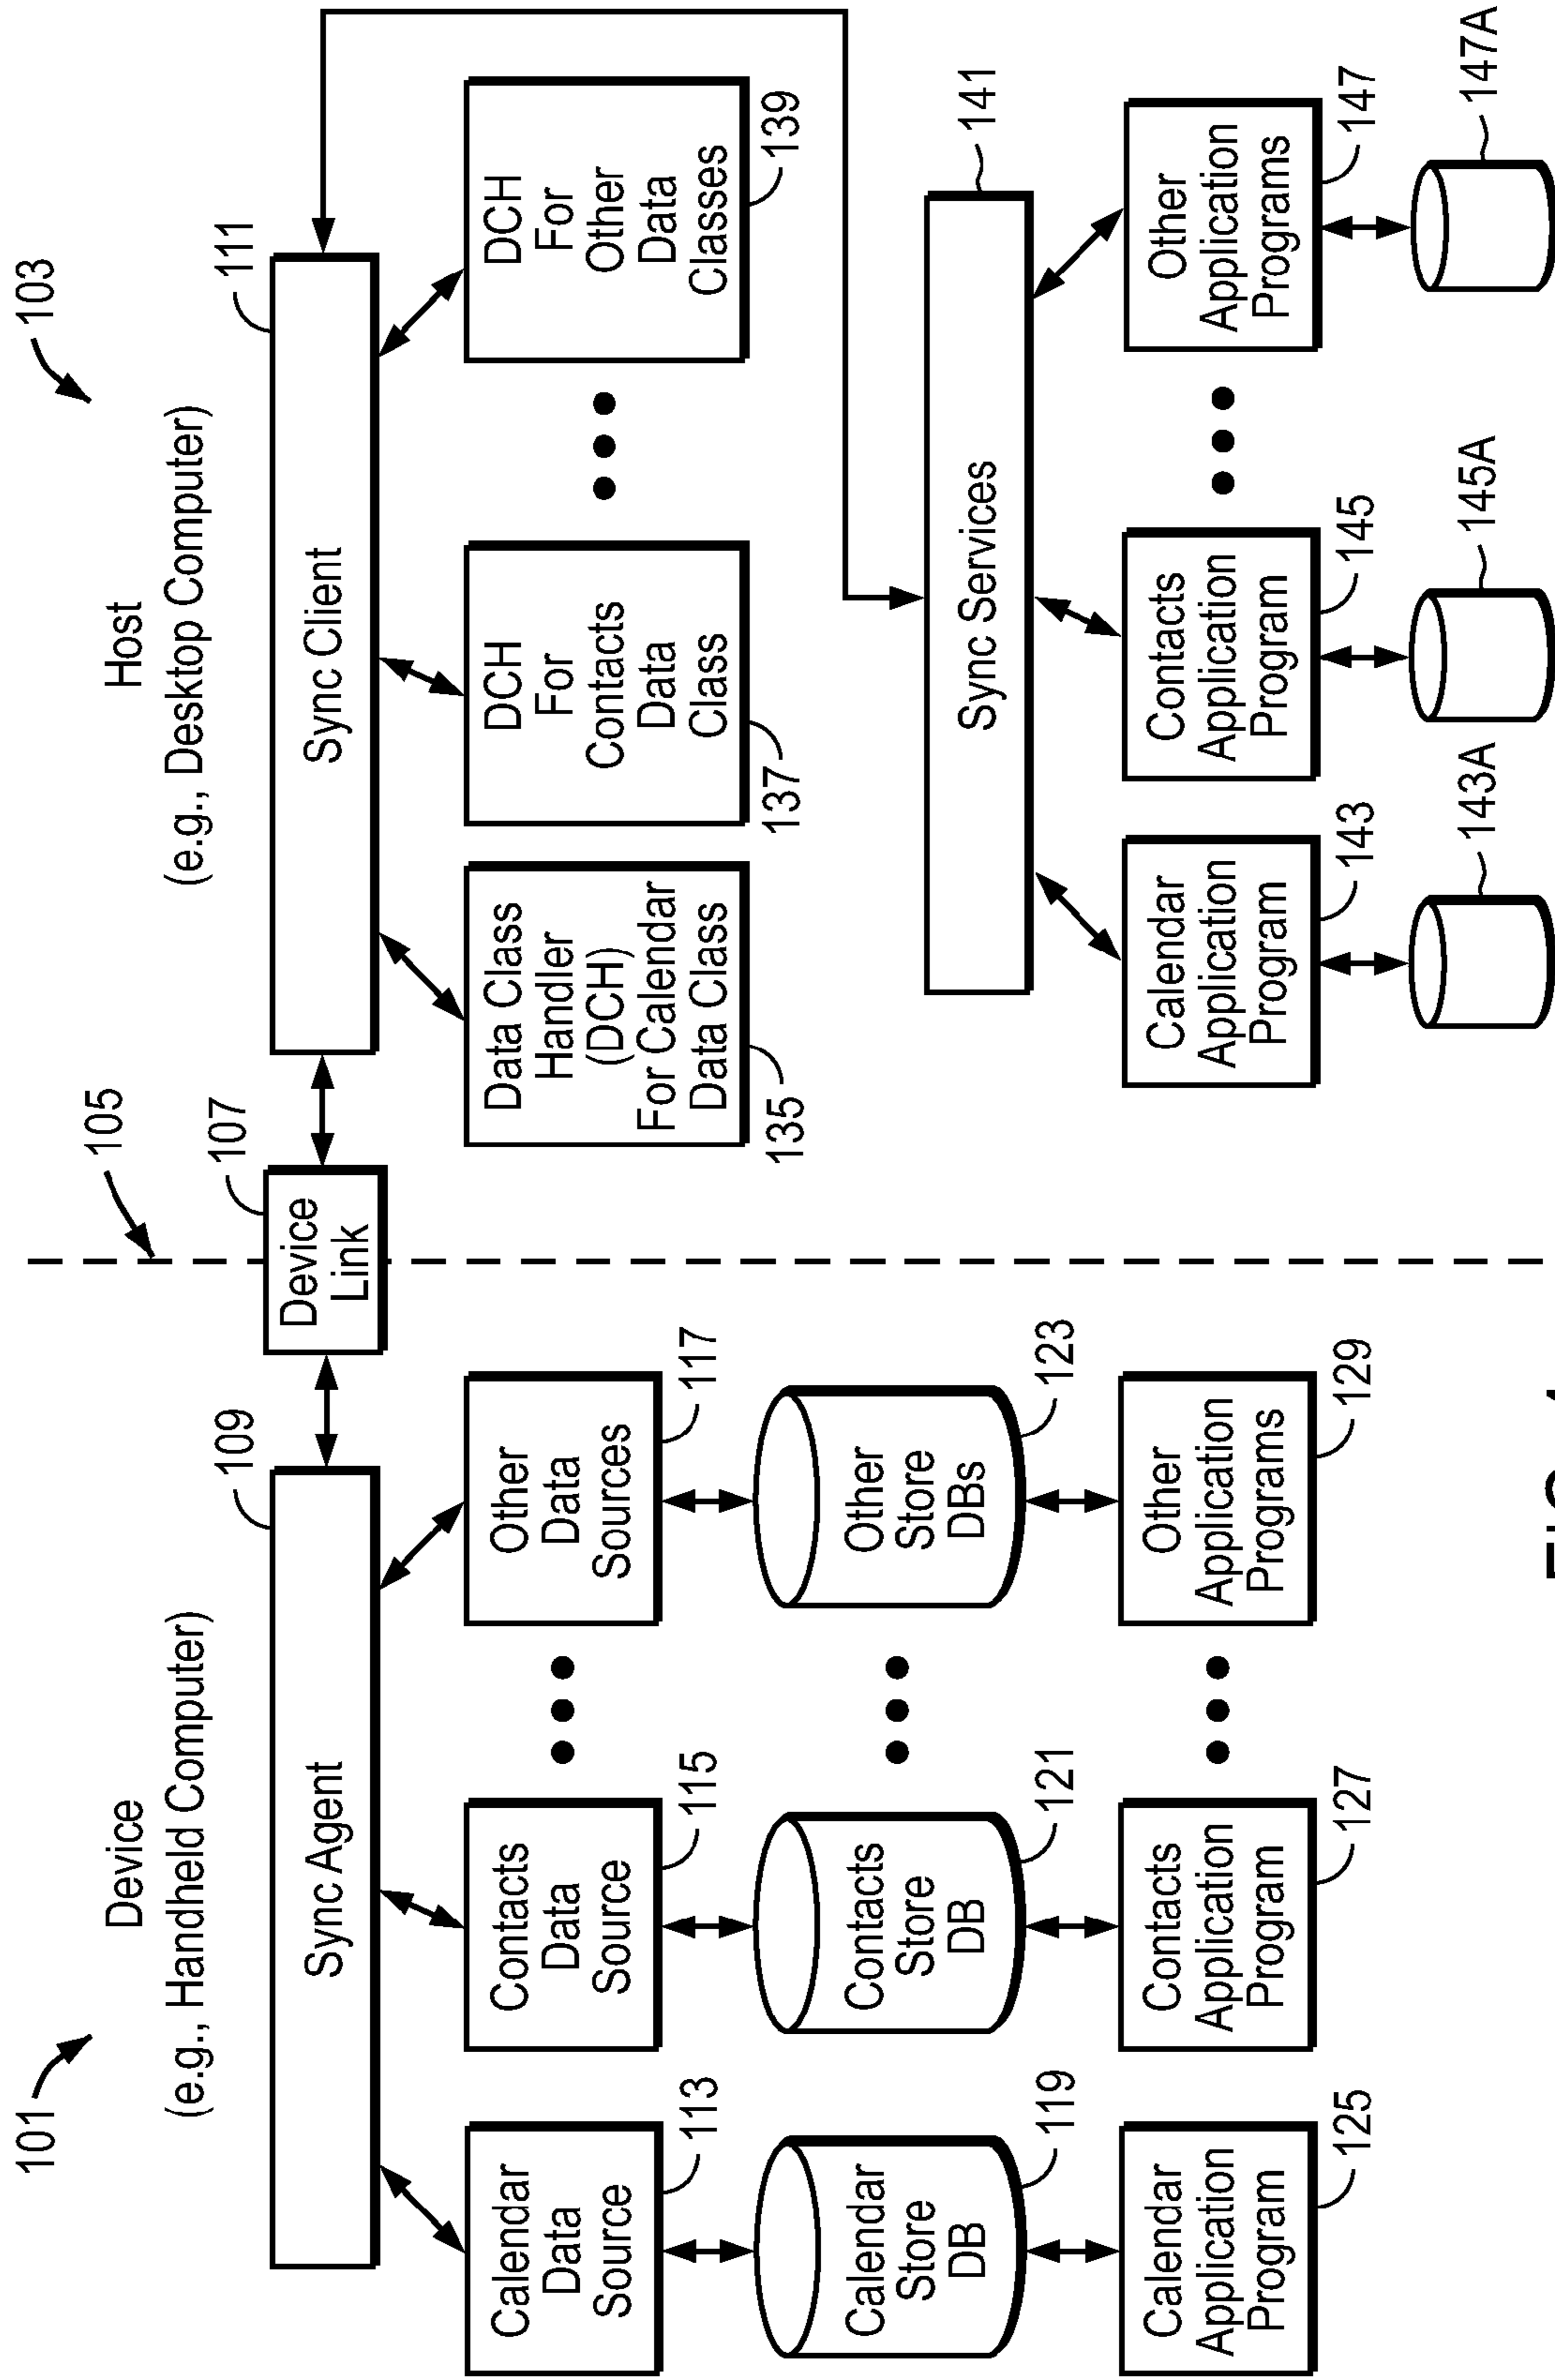 101
Device
(e.g., Handheld Computer)
109
Sync Agent
Calendar
Data
Source
113
Contacts
Data
Source
115
Other
Data
Sources
117
Calendar
Store
DB
119
Contacts
Store
DB
121
Other
Store
DBs
123
Calendar
Application
Program
125
Contacts
Application
Program
127
Other
Application
Programs
129
105
107
Device
Link
103
Host
(e.g., Desktop Computer)
111
Sync Client
Data Class
Handler
(DCH)
For Calendar
Data Class
135
DCH
For
Contacts
Data
Class
137
DCH
For
Other
Data
Classes
139
141
Sync Services
Calendar
Application
Program
143
Contacts
Application
Program
145
Other
Application
Programs
147
143A
145A
147A